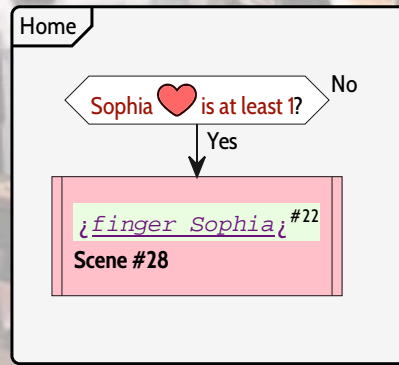 Home
Sophia ❤ is at least 1?
No
Yes
¿finger Sophia¿ #22
Scene #28